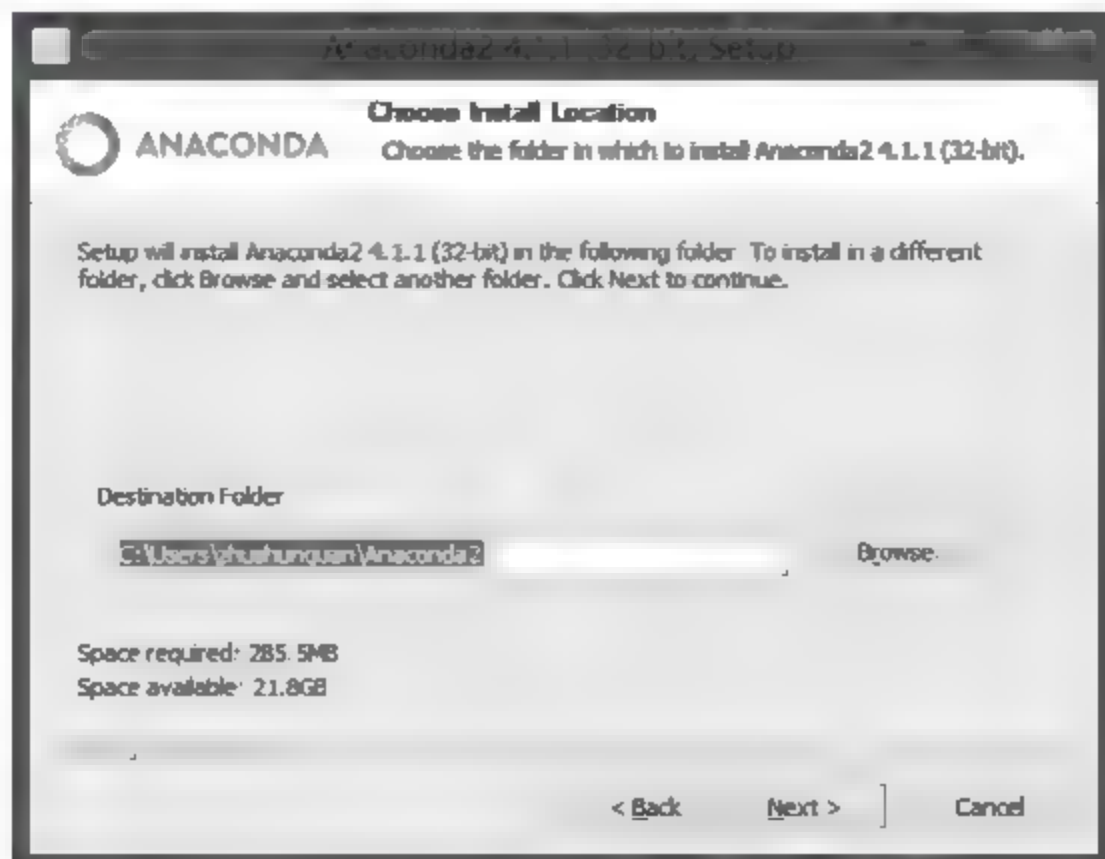 Anaconda2 4.1.1 (32-bit) Setup
Choose Install Location
ANACONDA
Choose the folder in which to install Anaconda2 4.1.1 (32-bit).
Setup will install Anaconda2 4.1.1 (32-bit) in the following folder. To install in a different
folder, click Browse and select another folder. Click Next to continue.
Destination Folder
C:\Users\zhushunquan\Anaconda2
Browse...
Space required: 285.5MB
Space available: 21.8GB
< Back
Next >
Cancel